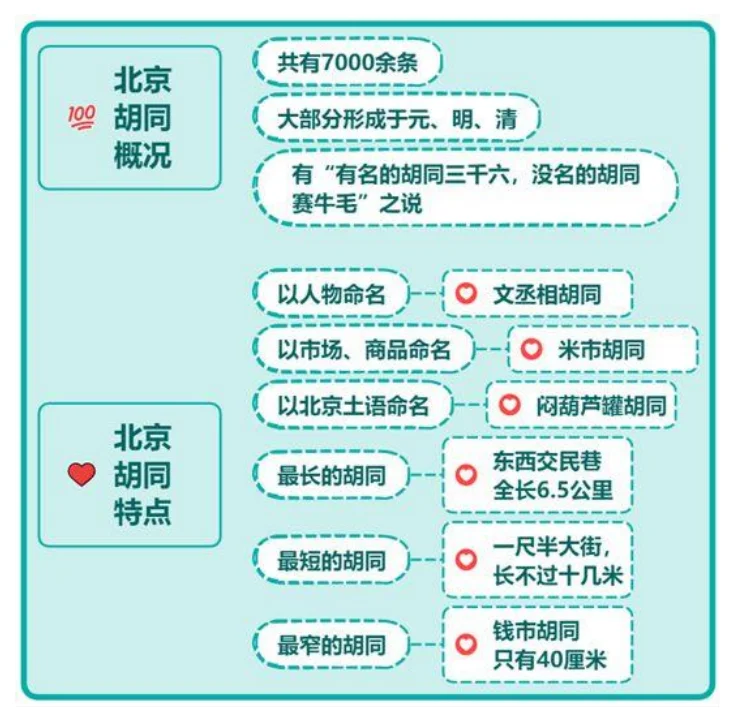 北京
胡同
概况
共有7000余条
大部分形成于元、明、清
有“有名的胡同三千六，没名的胡同
赛牛毛”之说
北京
胡同
特点
以人物命名
文丞相胡同
以市场、商品命名
米市胡同
以北京土语命名
闷葫芦罐胡同
最长的胡同
东西交民巷
全长6.5公里
最短的胡同
一尺半大街，
长不过十几米
最窄的胡同
钱市胡同
只有40厘米